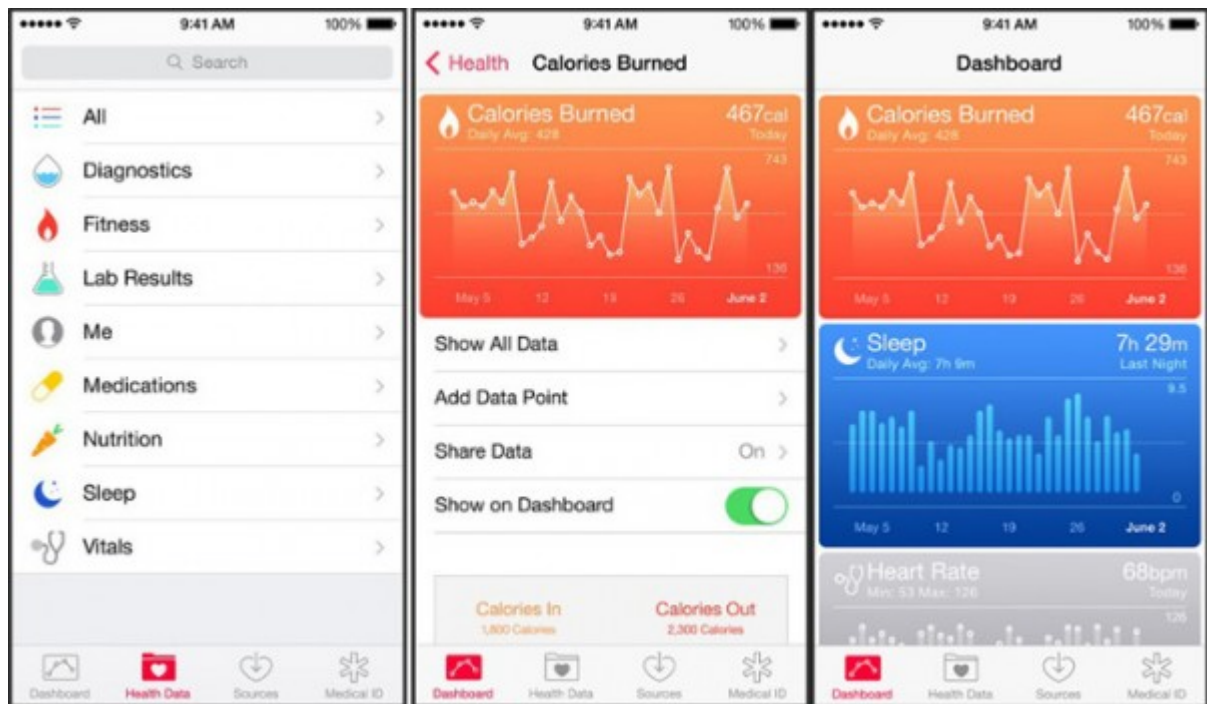 9:41 AM 100%
Search
All
Diagnostics
Fitness
Lab Results
Me
Medications
Nutrition
Sleep
Vitals
Dashboard Health Data Sources Medical ID
9:41 AM 100%
Health Calories Burned
Calories Burned 467cal
Daily Avg: 428 Today
743
136
May 5 12 19 26 June 2
Show All Data
Add Data Point
Share Data On
Show on Dashboard
Calories In Calories Out
1,800 Calories 2,300 Calories
Dashboard Health Data Sources Medical ID
9:41 AM 100%
Dashboard
Calories Burned 467cal
Daily Avg: 428 Today
743
136
May 5 12 19 26 June 2
Sleep 7h 29m
Daily Avg: 7h 9m Last Night
9.5
0
May 5 12 19 26 June 2
Heart Rate 68bpm
Min: 53 Max: 126 Today
126
Dashboard Health Data Sources Medical ID